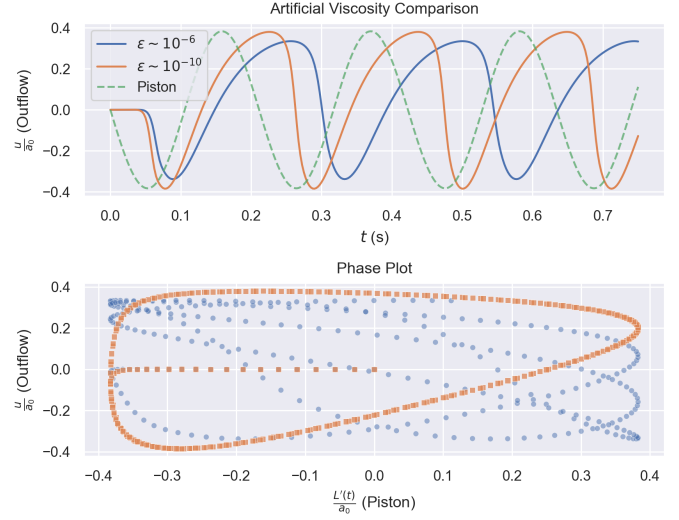 Artificial Viscosity Comparison
0.4
0.2
0.0
−0.2
−0.4
u/a₀ (Outflow)
ε ~ 10⁻⁶
ε ~ 10⁻¹⁰
Piston
0.0 0.1 0.2 0.3 0.4 0.5 0.6 0.7
t (s)
Phase Plot
0.4
0.2
0.0
−0.2
−0.4
u/a₀ (Outflow)
−0.4 −0.3 −0.2 −0.1 0.0 0.1 0.2 0.3 0.4
L′(t)/a₀ (Piston)